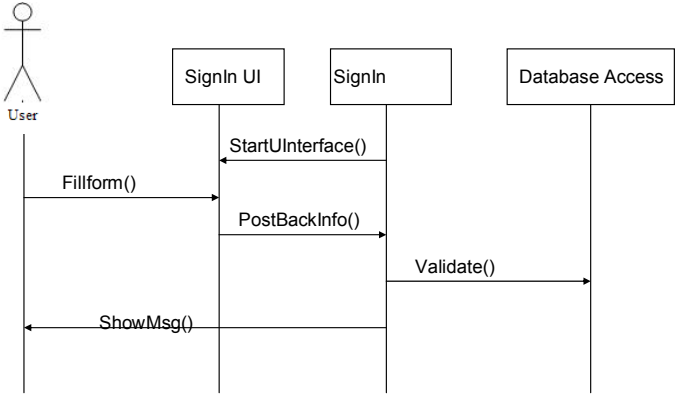 User
SignIn UI
SignIn
Database Access
StartUInterface()
Fillform()
PostBackInfo()
Validate()
ShowMsg()